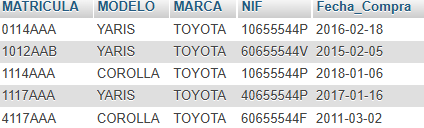 MATRICULA MODELO MARCA NIF Fecha_Compra
0114AAA YARIS TOYOTA 10655544P 2016-02-18
1012AAB YARIS TOYOTA 60655544V 2015-02-05
1114AAA COROLLA TOYOTA 10655544P 2018-01-06
1117AAA YARIS TOYOTA 40655544P 2017-01-16
4117AAA COROLLA TOYOTA 60655544F 2011-03-02